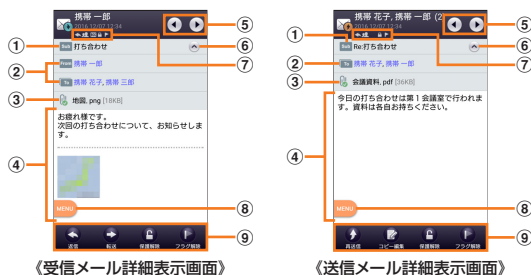 携帯 一郎
2016/12/07 12:34
①
Sub 打ち合わせ
②
From 携帯 一郎
To 携帯 花子, 携帯 三郎
③
地図.png [18KB]
④
お疲れ様です。
次回の打ち合わせについて、お知らせしま
す。
⑤
⑥
⑦
MENU
⑧
返信
転送
保護解除
フラグ解除
⑨
《受信メール詳細表示画面》
携帯 花子, 携帯 一郎 (2
2016/12/07 12:34
①
Sub Re:打ち合わせ
②
To 携帯 花子, 携帯 一郎
③
会議資料.pdf [36KB]
④
今日の打ち合わせは第1会議室で行われま
す。資料は各自お持ちください。
⑤
⑥
⑦
MENU
⑧
再送信
コピー編集
保護解除
フラグ解除
⑨
《送信メール詳細表示画面》